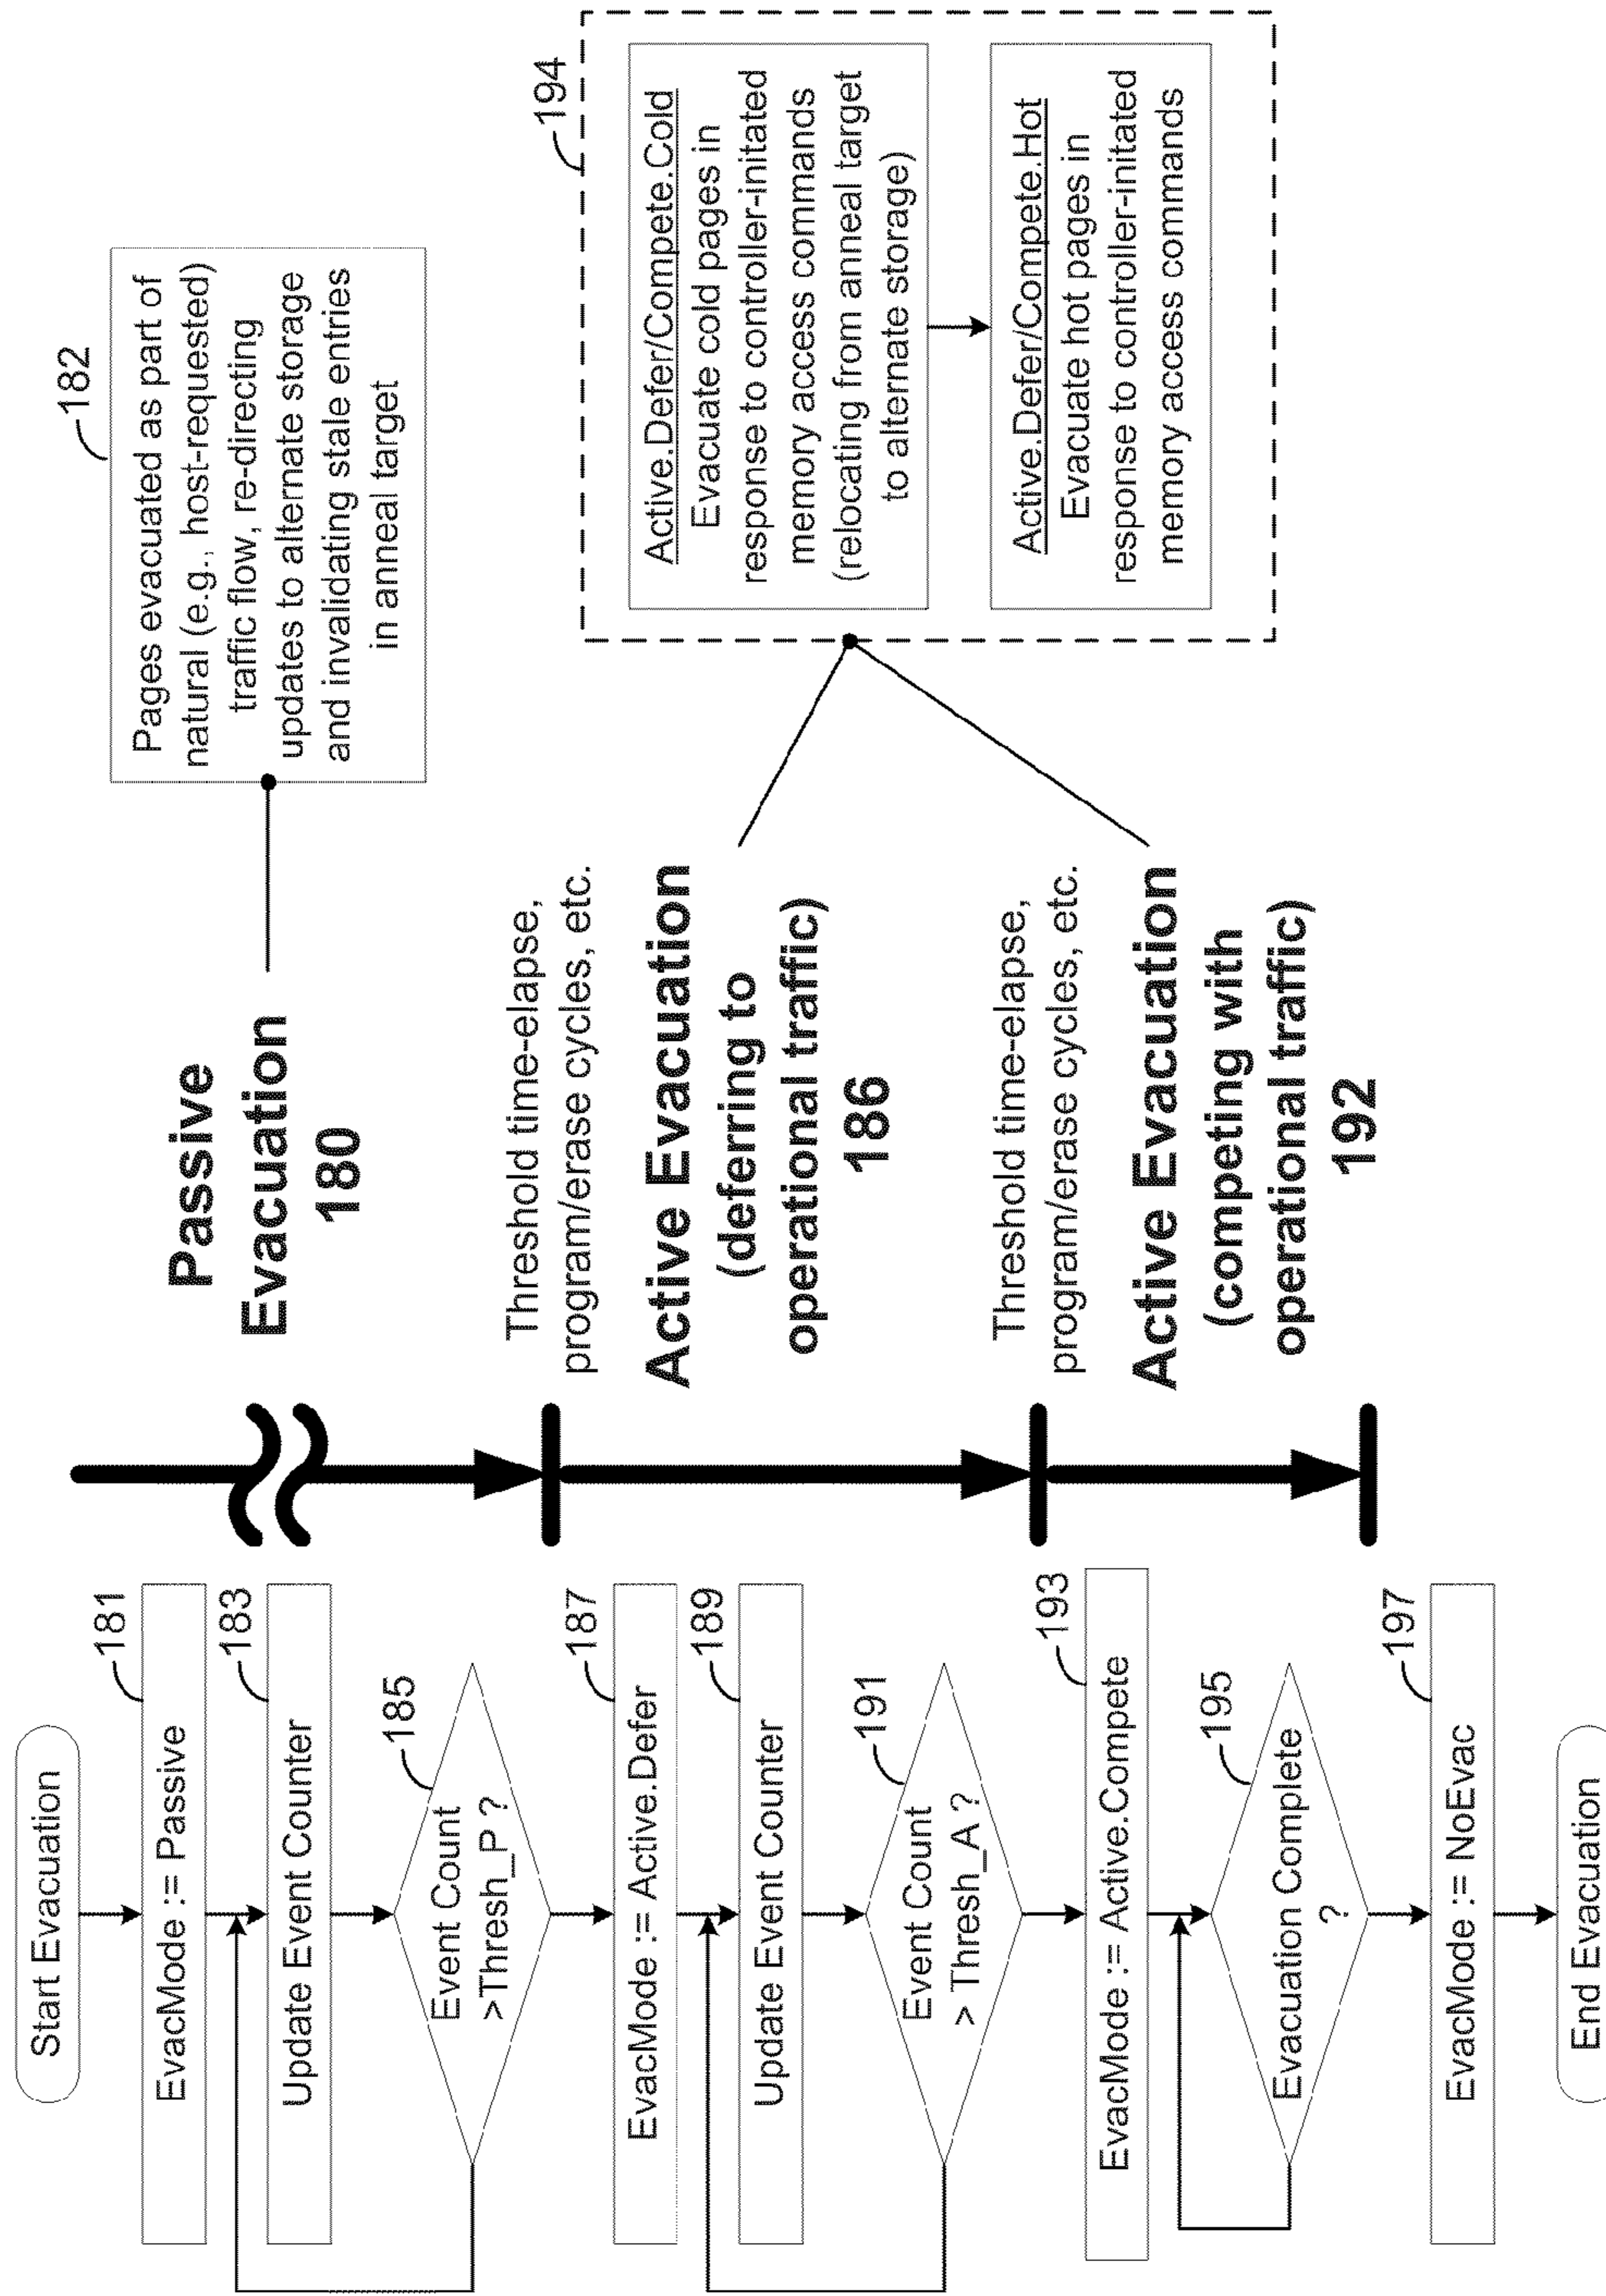 Start Evacuation
181
EvacMode := Passive
183
Update Event Counter
185
Event Count
>Thresh_P ?
187
EvacMode := Active.Defer
189
Update Event Counter
191
Event Count
> Thresh_A ?
193
EvacMode := Active.Compete
195
Evacuation Complete
?
197
EvacMode := NoEvac
End Evacuation
Passive
Evacuation
180
Threshold time-elapse,
program/erase cycles, etc.
Active Evacuation
(deferring to
operational traffic)
186
Threshold time-elapse,
program/erase cycles, etc.
Active Evacuation
(competing with
operational traffic)
192
182
Pages evacuated as part of
natural (e.g., host-requested)
traffic flow, re-directing
updates to alternate storage
and invalidating stale entries
in anneal target
194
Active.Defer/Compete.Cold
Evacuate cold pages in
response to controller-initated
memory access commands
(relocating from anneal target
to alternate storage)
Active.Defer/Compete.Hot
Evacuate hot pages in
response to controller-initated
memory access commands